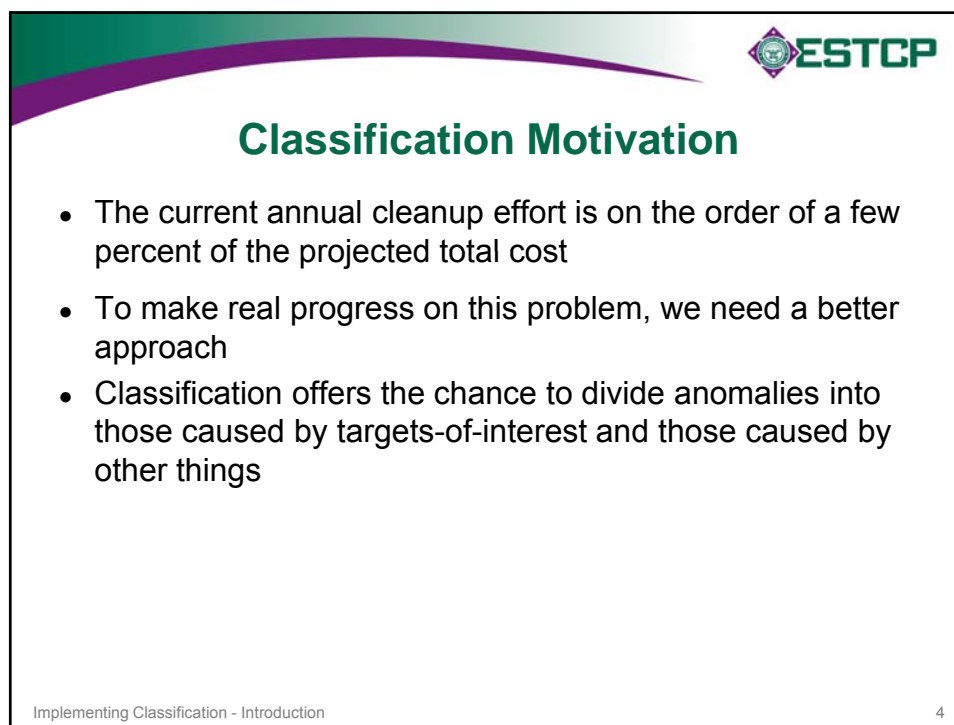 ESTCP
Classification Motivation
• The current annual cleanup effort is on the order of a few
percent of the projected total cost
• To make real progress on this problem, we need a better
approach
• Classification offers the chance to divide anomalies into
those caused by targets-of-interest and those caused by
other things
Implementing Classification - Introduction 4